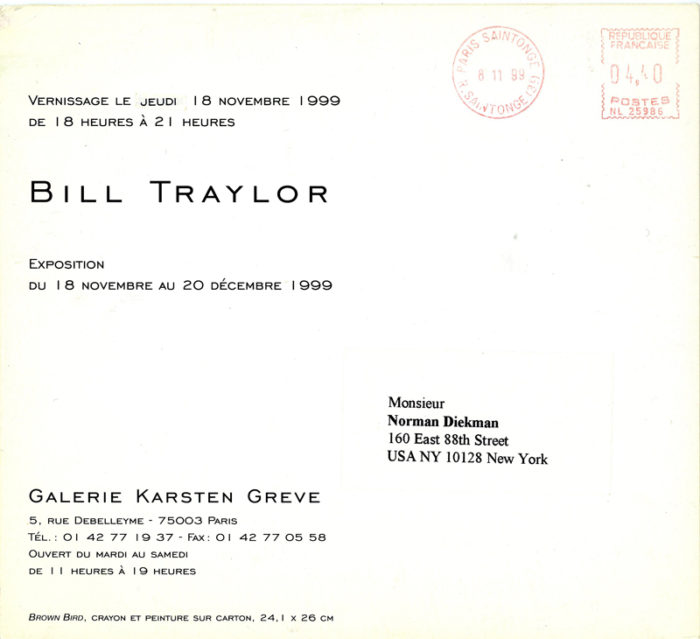 VERNISSAGE LE JEUDI 18 NOVEMBRE 1999
DE 18 HEURES À 21 HEURES
PARIS SAINTONGE
8 11 99
R. SAINTONGE (3e)
REPUBLIQUE
FRANCAISE
04,40
POSTES
NL 25986
BILL TRAYLOR
EXPOSITION
DU 18 NOVEMBRE AU 20 DÉCEMBRE 1999
Monsieur
Norman Diekman
160 East 88th Street
USA NY 10128 New York
GALERIE KARSTEN GREVE
5, RUE DEBELLEYME - 75003 PARIS
TÉL.: 01 42 77 19 37 - FAX: 01 42 77 05 58
OUVERT DU MARDI AU SAMEDI
DE 11 HEURES À 19 HEURES
BROWN BIRD, CRAYON ET PEINTURE SUR CARTON, 24,1 X 26 CM